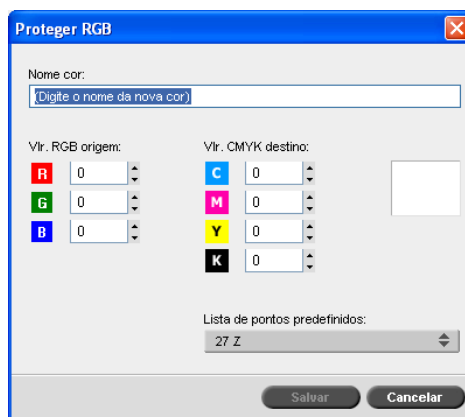 Proteger RGB
Nome cor:
(Digite o nome da nova cor)
Vlr. RGB origem:
Vlr. CMYK destino:
R 0
C 0
G 0
M 0
B 0
Y 0
K 0
Lista de pontos predefinidos:
27 Z
Salvar
Cancelar